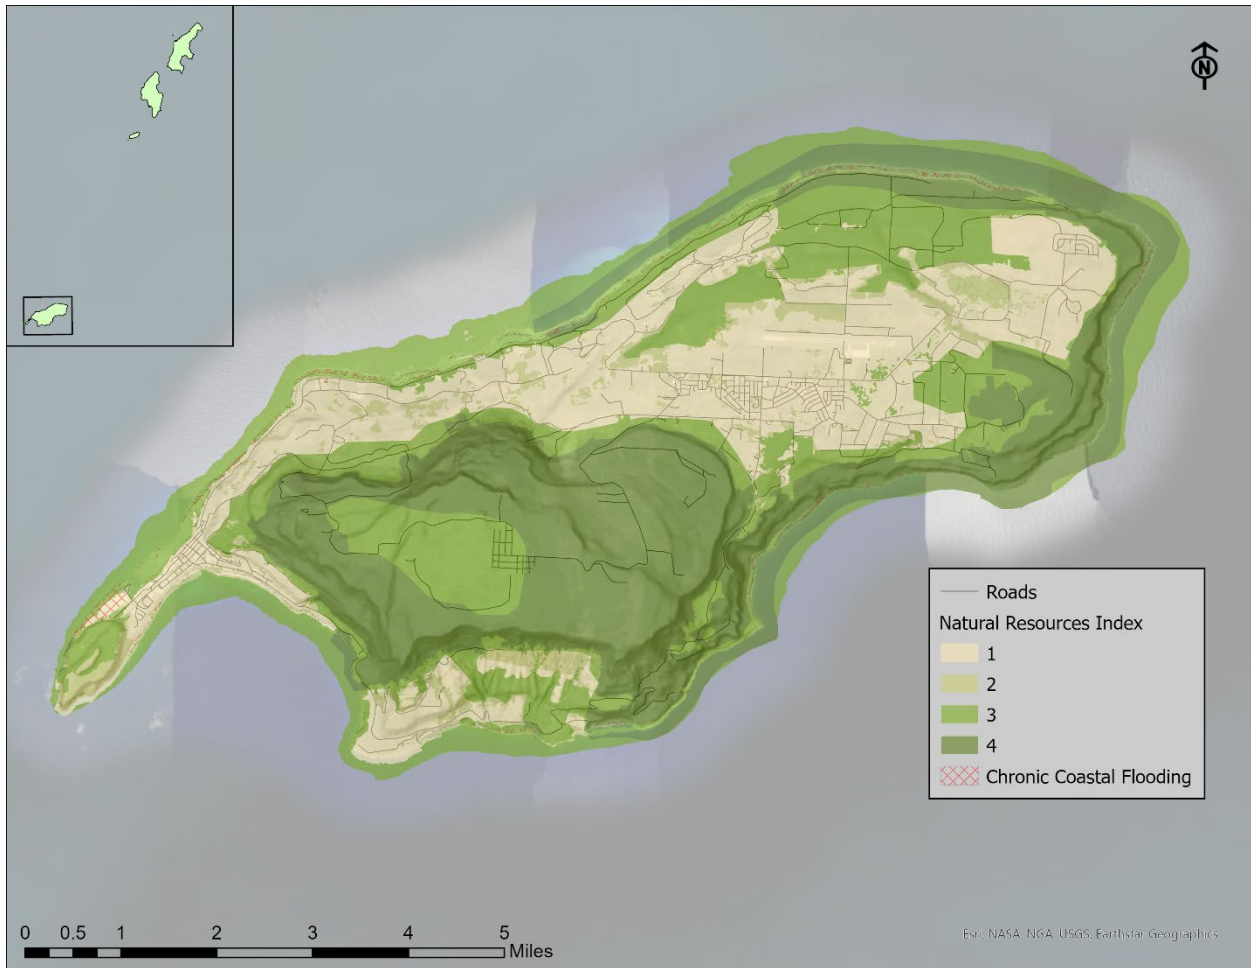 N
Roads
Natural Resources Index
1
2
3
4
Chronic Coastal Flooding
0 0.5 1 2 3 4 5
Miles
Esri, NASA, NGA, USGS, Earthstar Geographics